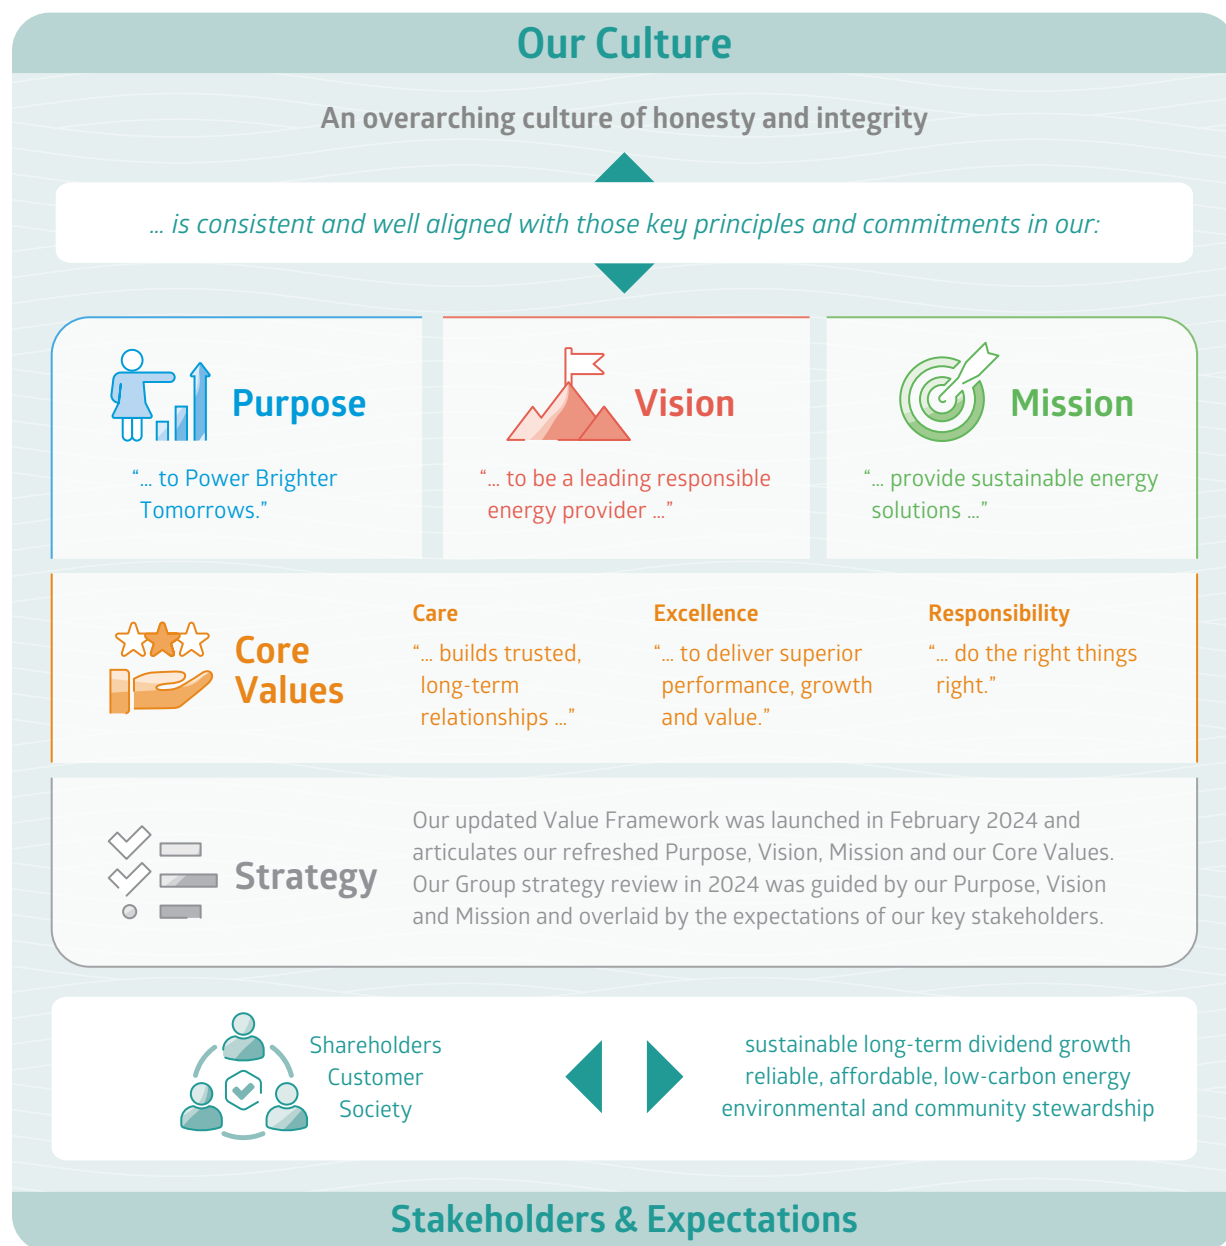 Our Culture
An overarching culture of honesty and integrity
... is consistent and well aligned with those key principles and commitments in our:
Purpose
“... to Power Brighter
Tomorrows.”
Vision
“... to be a leading responsible
energy provider ...”
Mission
“... provide sustainable energy
solutions ...”
Core
Values
Care
“... builds trusted,
long-term
relationships ...”
Excellence
“... to deliver superior
performance, growth
and value.”
Responsibility
“... do the right things
right.”
Strategy
Our updated Value Framework was launched in February 2024 and
articulates our refreshed Purpose, Vision, Mission and our Core Values.
Our Group strategy review in 2024 was guided by our Purpose, Vision
and Mission and overlaid by the expectations of our key stakeholders.
Shareholders
Customer
Society
sustainable long-term dividend growth
reliable, affordable, low-carbon energy
environmental and community stewardship
Stakeholders & Expectations